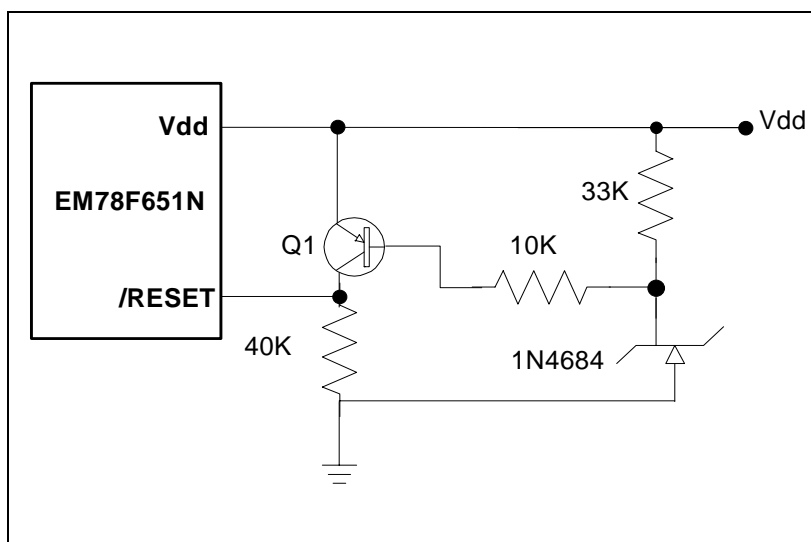 Vdd
Vdd
EM78F651N
33K
Q1
10K
/RESET
40K
1N4684